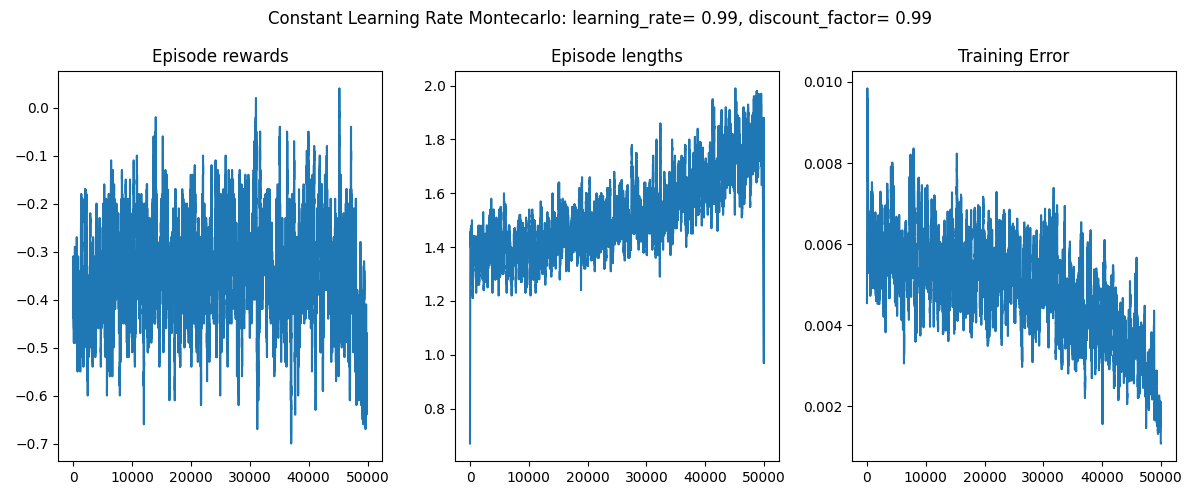 Constant Learning Rate Montecarlo: learning_rate= 0.99, discount_factor= 0.99
Episode rewards
0.0
−0.1
−0.2
−0.3
−0.4
−0.5
−0.6
−0.7
0 10000 20000 30000 40000 50000
Episode lengths
2.0
1.8
1.6
1.4
1.2
1.0
0.8
0 10000 20000 30000 40000 50000
Training Error
0.010
0.008
0.006
0.004
0.002
0 10000 20000 30000 40000 50000